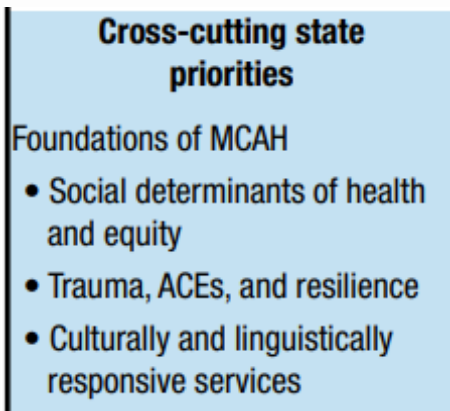 Cross-cutting state
priorities
Foundations of MCAH
• Social determinants of health
and equity
• Trauma, ACEs, and resilience
• Culturally and linguistically
responsive services